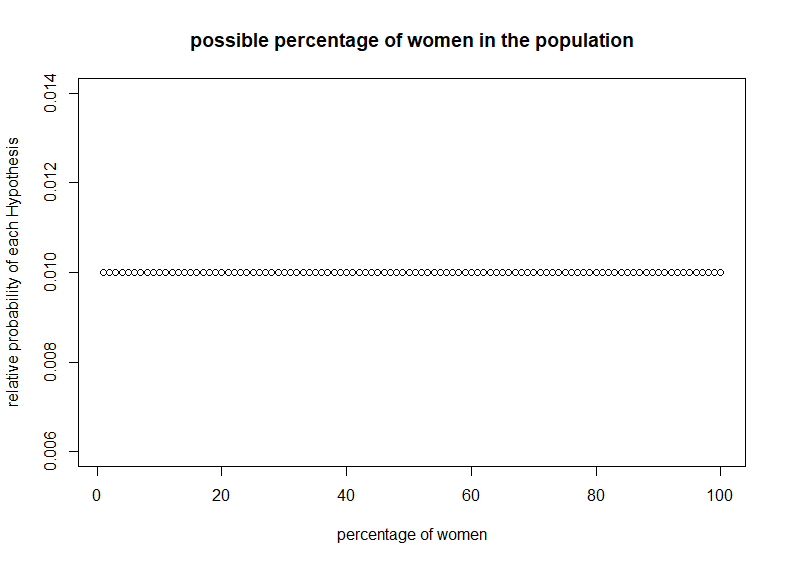 possible percentage of women in the population
relative probability of each Hypothesis
0.014
0.012
0.010
0.008
0.006
0 20 40 60 80 100
percentage of women